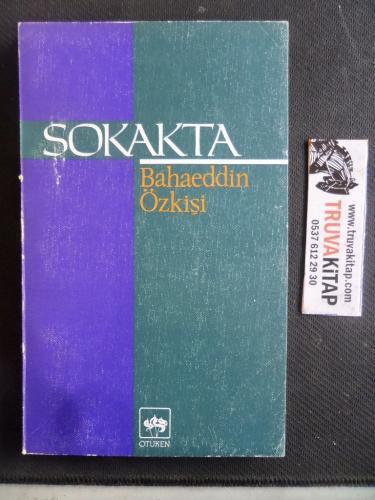 SOKAKTA
Bahaeddin
Özkişi
ÖTÜKEN
www.truvakitap.com
TRUVAKİTAP
0537 612 29 30